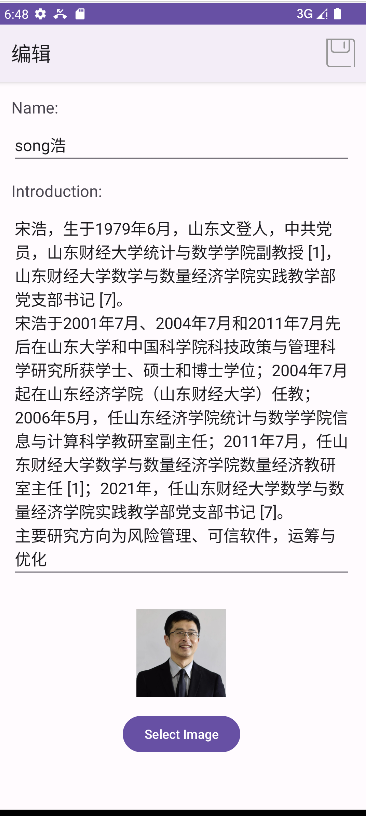 6:48
3G
编辑
Name:
song浩
Introduction:
宋浩，生于1979年6月，山东文登人，中共党
员，山东财经大学统计与数学学院副教授 [1]，
山东财经大学数学与数量经济学院实践教学部
党支部书记 [7]。
宋浩于2001年7月、2004年7月和2011年7月先
后在山东大学和中国科学院科技政策与管理科
学研究所获学士、硕士和博士学位；2004年7月
起在山东经济学院（山东财经大学）任教；
2006年5月，任山东经济学院统计与数学学院信
息与计算科学教研室副主任；2011年7月，任山
东财经大学数学与数量经济学院数量经济教研
室主任 [1]；2021年，任山东财经大学数学与数
量经济学院实践教学部党支部书记 [7]。
主要研究方向为风险管理、可信软件，运筹与
优化
Select Image